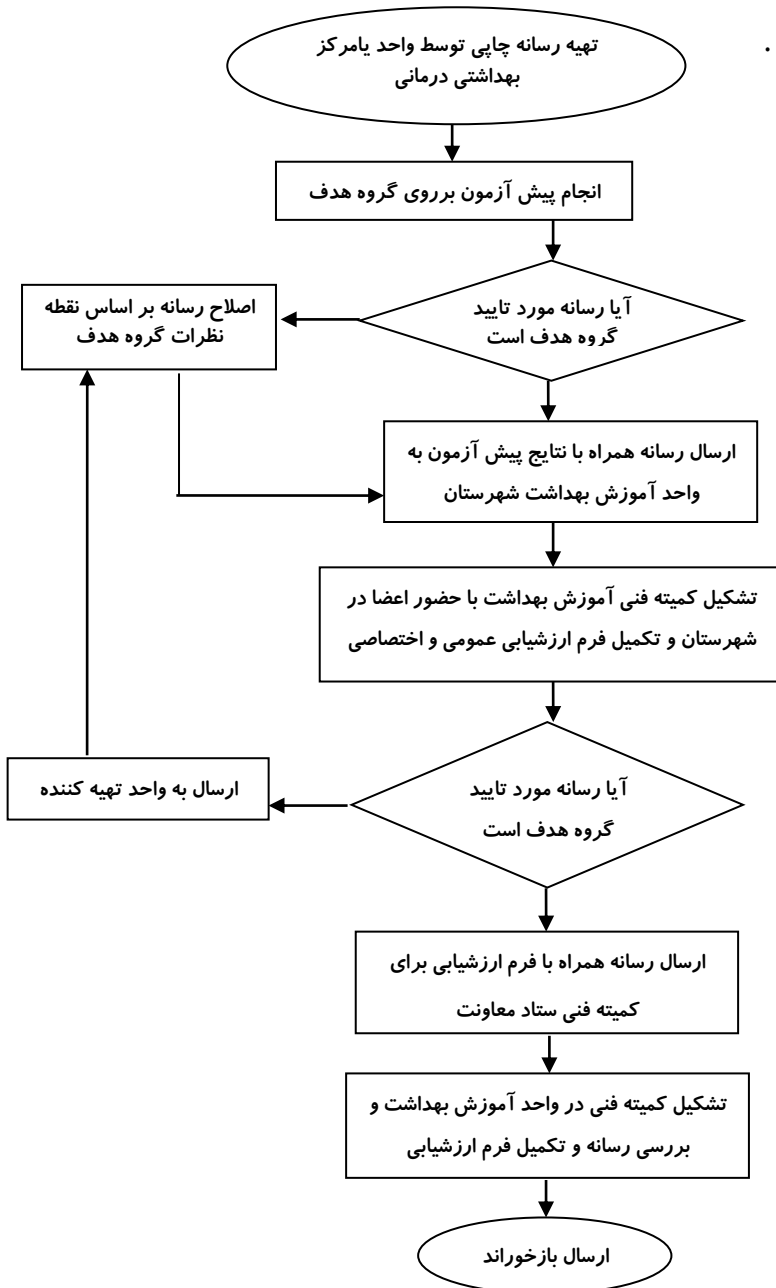 تهیه رسانه چاپی توسط واحد یامرکز
بهداشتی درمانی
.
انجام پیش آزمون برروی گروه هدف
آیا رسانه مورد تایید
گروه هدف است
اصلاح رسانه بر اساس نقطه
نظرات گروه هدف
ارسال رسانه همراه با نتایج پیش آزمون به
واحد آموزش بهداشت شهرستان
تشکیل کمیته فنی آموزش بهداشت با حضور اعضا در
شهرستان و تکمیل فرم ارزشیابی عمومی و اختصاصی
آیا رسانه مورد تایید
گروه هدف است
ارسال به واحد تهیه کننده
ارسال رسانه همراه با فرم ارزشیابی برای
کمیته فنی ستاد معاونت
تشکیل کمیته فنی در واحد آموزش بهداشت و
بررسی رسانه و تکمیل فرم ارزشیابی
ارسال بازخوراند